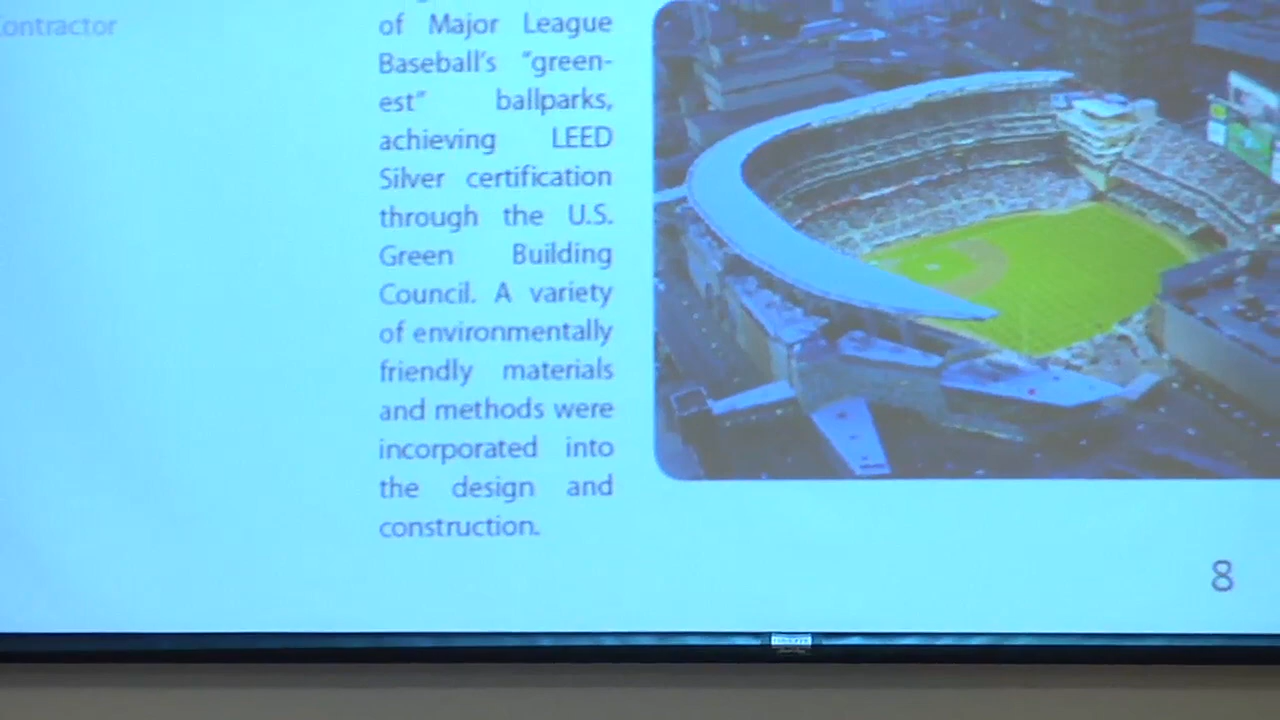 ontractor
of Major League
Baseball's "green-
est" ballparks,
achieving LEED
Silver certification
through the U.S.
Green Building
Council. A variety
of environmentally
friendly materials
and methods were
incorporated into
the design and
construction.
8